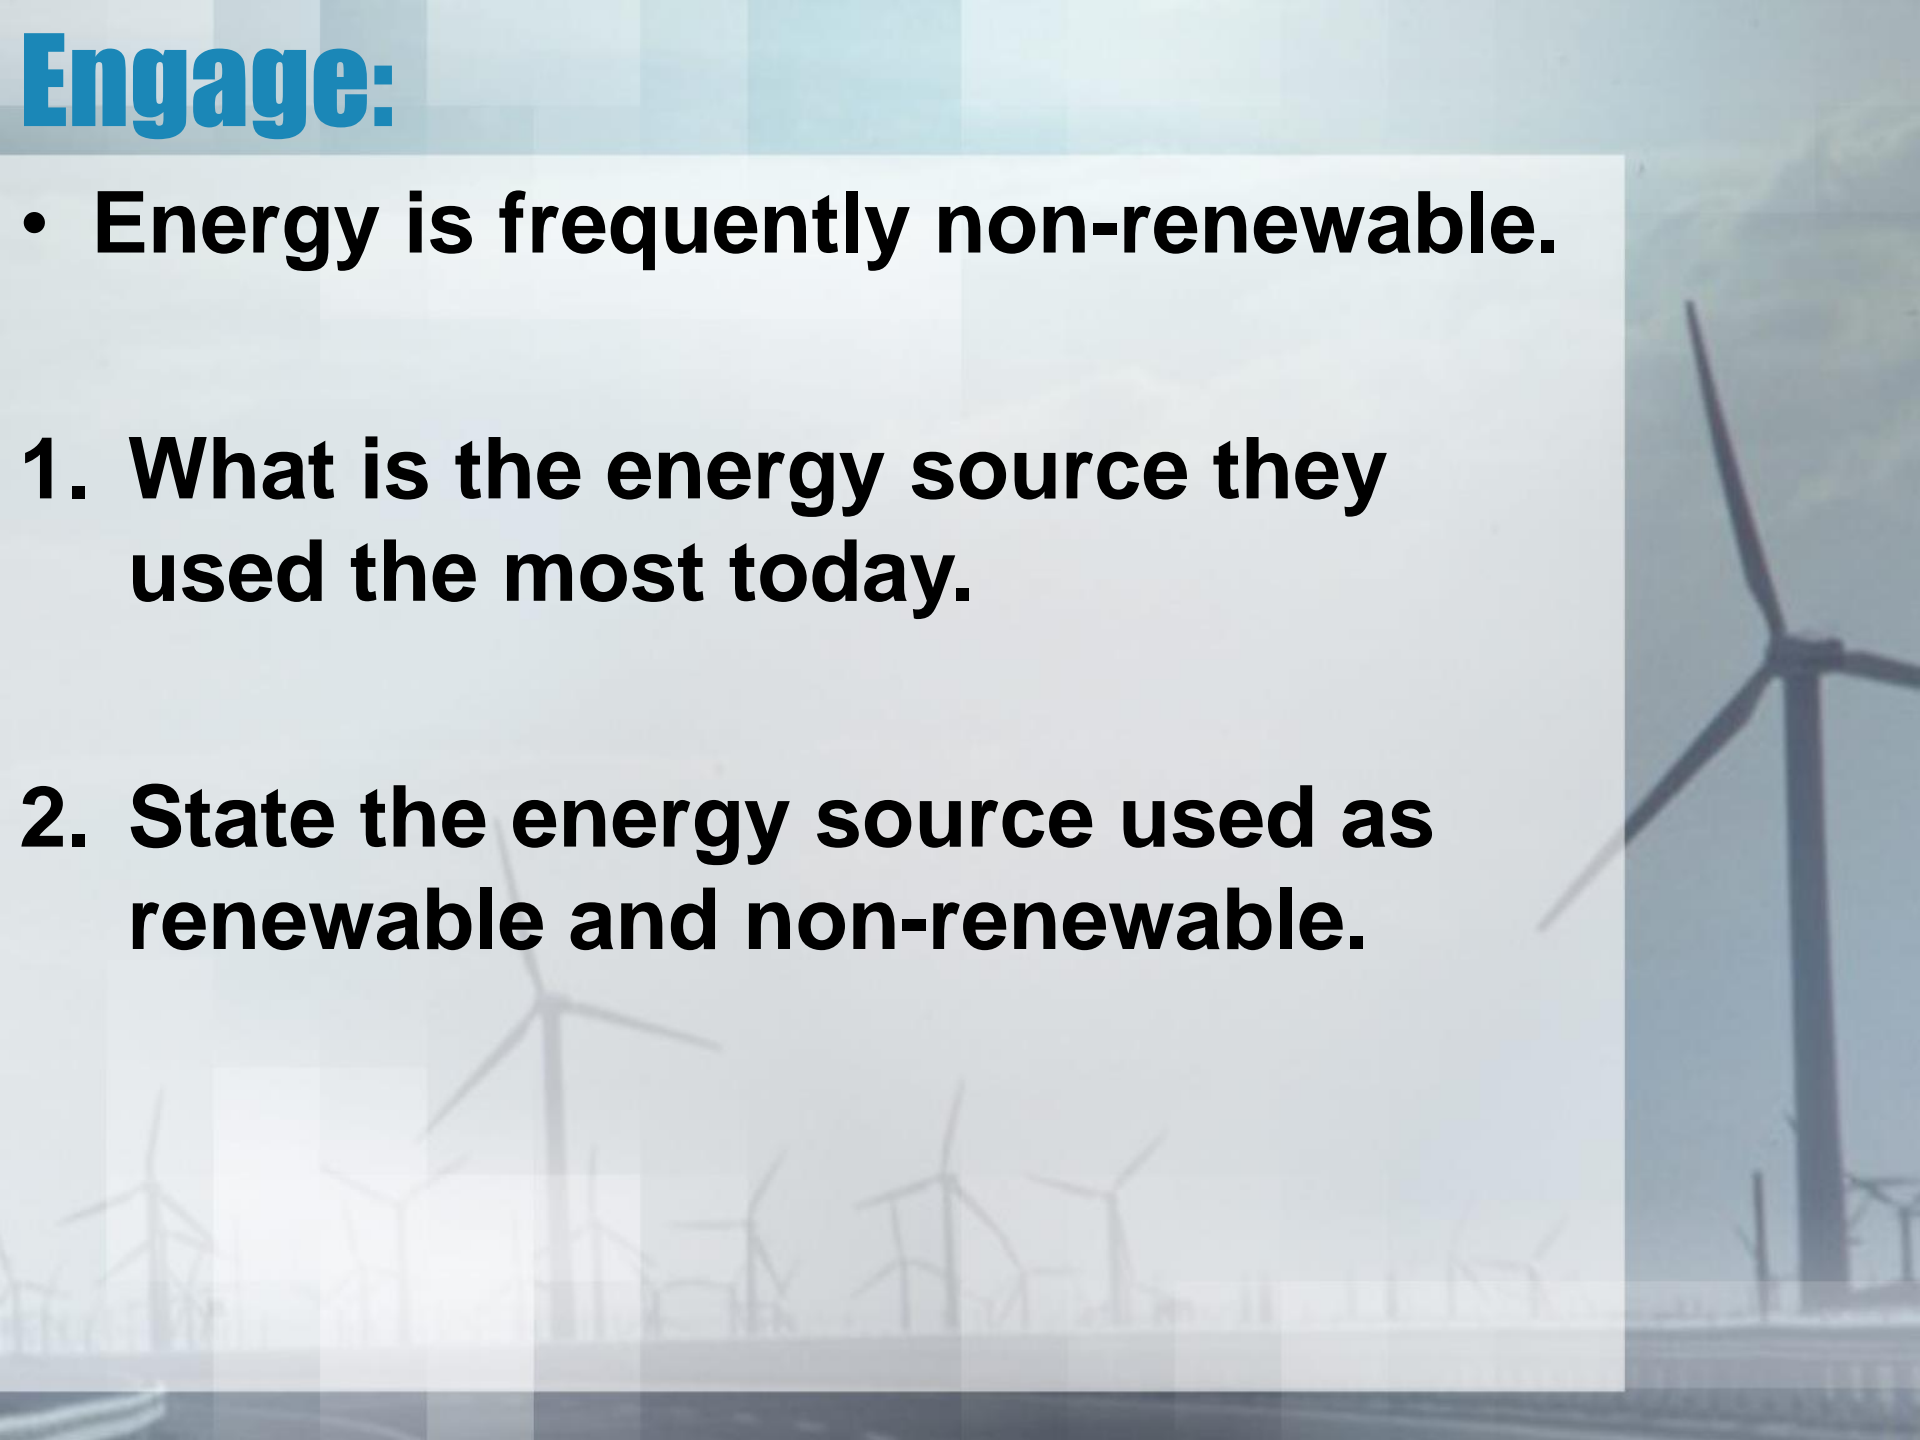 Engage:
• Energy is frequently non-renewable.
1. What is the energy source they
used the most today.
2. State the energy source used as
renewable and non-renewable.